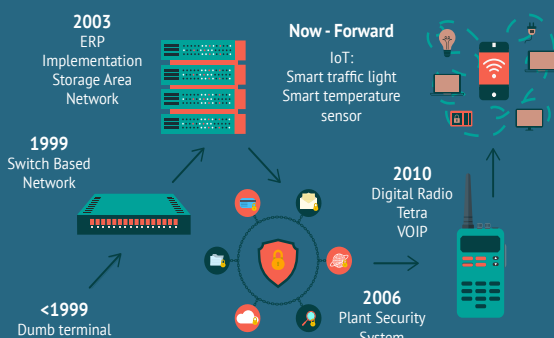 2003
ERP
Implementation
Storage Area
Network
Now - Forward
IoT:
Smart traffic light
Smart temperature
sensor
1999
Switch Based
Network
2010
Digital Radio
Tetra
VOIP
<1999
Dumb terminal
2006
Plant Security
System